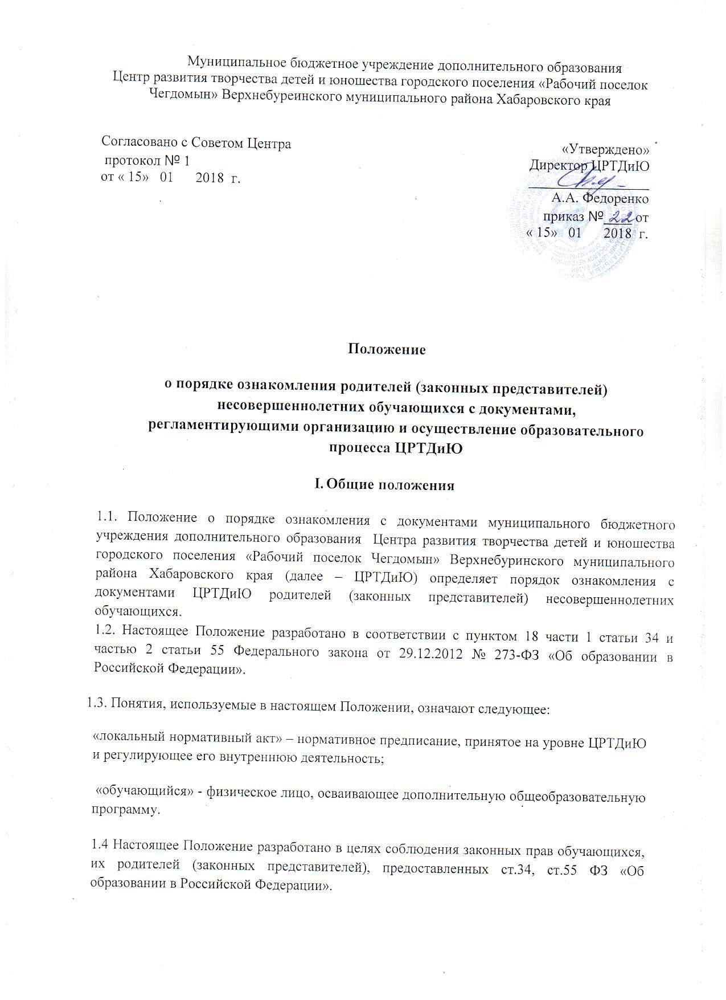 Муниципальное бюджетное учреждение дополнительного образования
Центр развития творчества детей и юношества городского поселения «Рабочий поселок
Чегдомын» Верхнебуреинского муниципального района Хабаровского края
Согласовано с Советом Центра
протокол № 1
от « 15» 01 2018 г.
«Утверждено»
Директор ЦРТДиЮ
А.А. Федоренко
приказ № 22 от
« 15» 01 2018 г.
Положение
о порядке ознакомления родителей (законных представителей)
несовершеннолетних обучающихся с документами,
регламентирующими организацию и осуществление образовательного
процесса ЦРТДиЮ
I. Общие положения
1.1. Положение о порядке ознакомления с документами муниципального бюджетного
учреждения дополнительного образования Центра развития творчества детей и юношества
городского поселения «Рабочий поселок Чегдомын» Верхнебуринского муниципального
района Хабаровского края (далее – ЦРТДиЮ) определяет порядок ознакомления с
документами ЦРТДиЮ родителей (законных представителей) несовершеннолетних
обучающихся.
1.2. Настоящее Положение разработано в соответствии с пунктом 18 части 1 статьи 34 и
частью 2 статьи 55 Федерального закона от 29.12.2012 № 273-ФЗ «Об образовании в
Российской Федерации».
1.3. Понятия, используемые в настоящем Положении, означают следующее:
«локальный нормативный акт» – нормативное предписание, принятое на уровне ЦРТДиЮ
и регулирующее его внутреннюю деятельность;
«обучающийся» - физическое лицо, осваивающее дополнительную общеобразовательную
программу.
1.4 Настоящее Положение разработано в целях соблюдения законных прав обучающихся,
их родителей (законных представителей), предоставленных ст.34, ст.55 ФЗ «Об
образовании в Российской Федерации».